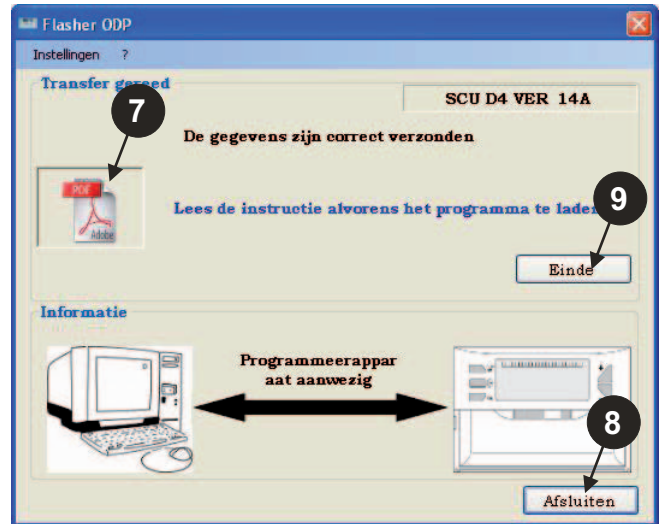 Flasher ODP
Instellingen ?
Transfer gereed
7
SCU D4 VER 14A
De gegevens zijn correct verzonden
PDF
Adobe
Lees de instructie alvorens het programma te laden
9
Einde
Informatie
Programmeerappar
aat aanwezig
8
Afsluiten